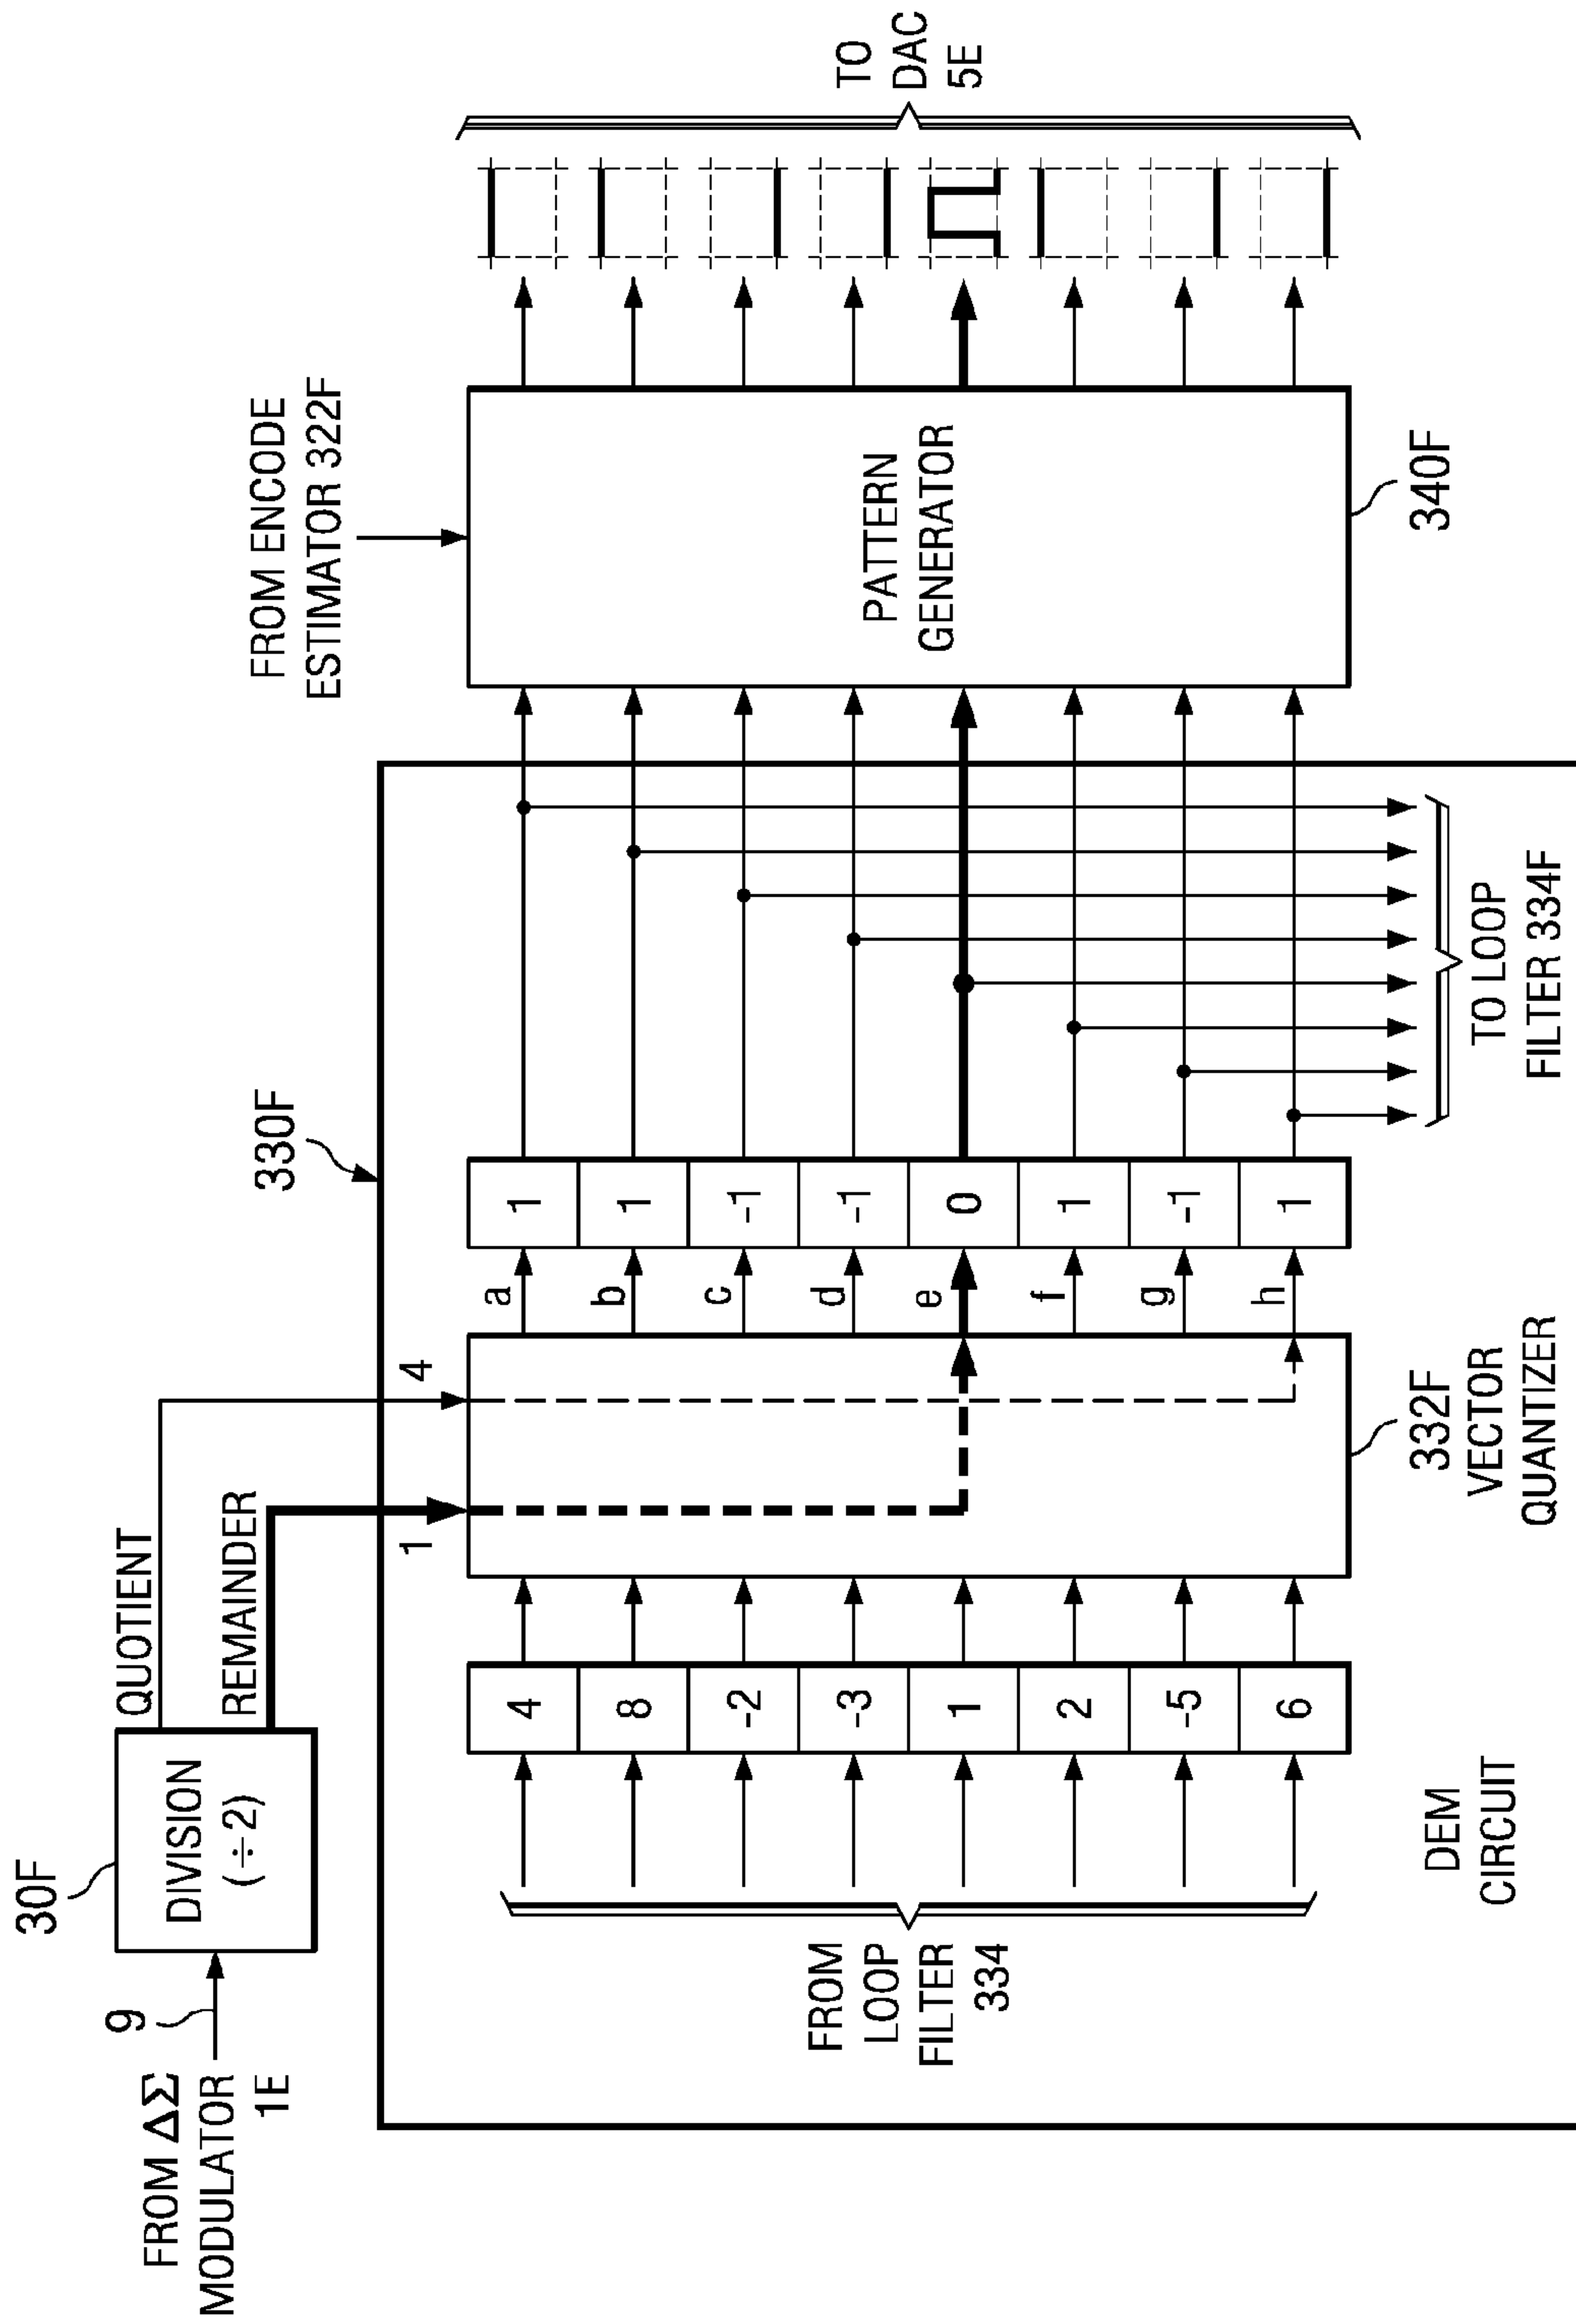 FROM ΔΣ
MODULATOR
1E
9
30F
DIVISION
(÷2)
QUOTIENT
REMAINDER
1
4
330F
FROM
LOOP
FILTER
334
4
8
-2
-3
1
2
-5
6
DEM
CIRCUIT
332F
VECTOR
QUANTIZER
a
b
c
d
e
f
g
h
1
1
-1
-1
0
1
-1
1
TO LOOP
FILTER 334F
FROM ENCODE
ESTIMATOR 322F
PATTERN
GENERATOR
340F
TO
DAC
5E